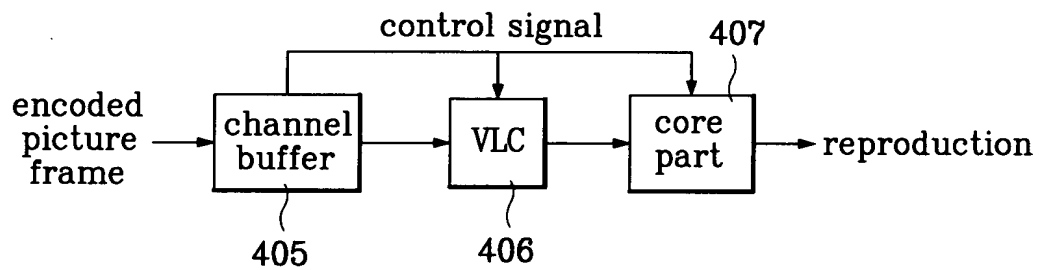 control signal
407
encoded
picture
frame
channel
buffer
VLC
core
part
reproduction
405
406